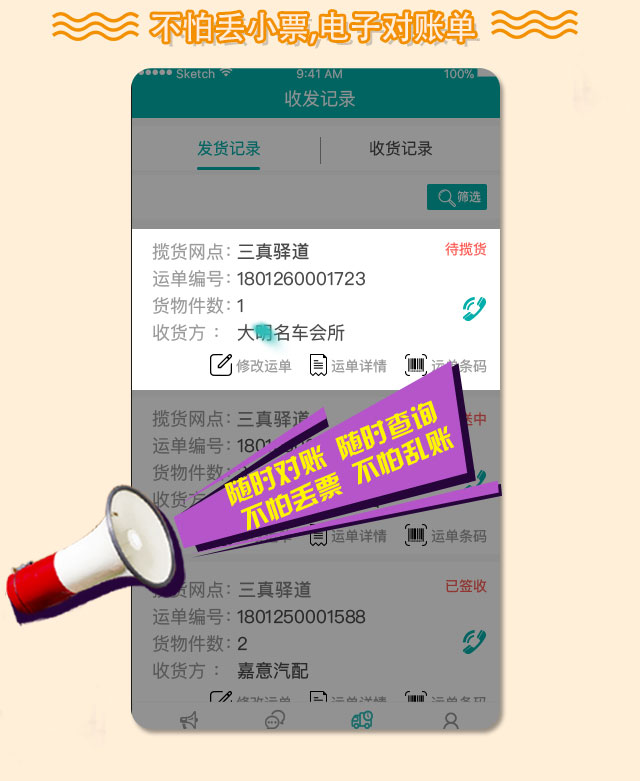 不怕丢小票,电子对账单
Sketch 9:41 AM 100%
收发记录
发货记录 收货记录
筛选
揽货网点: 三真驿道 待揽货
运单编号: 1801260001723
货物件数: 1
收货方 : 大明名车会所
修改运单 运单详情 运单条码
揽货网点: 三真驿道 送中
运单编号: 1801
货物件数:
收货方
随时对账 随时查询
不怕丢票 不怕乱账
运单详情 运单条码
货网点: 三真驿道 已签收
运单编号: 1801250001588
货物件数: 2
收货方 : 嘉意汽配
修改运单 运单详情 运单条码